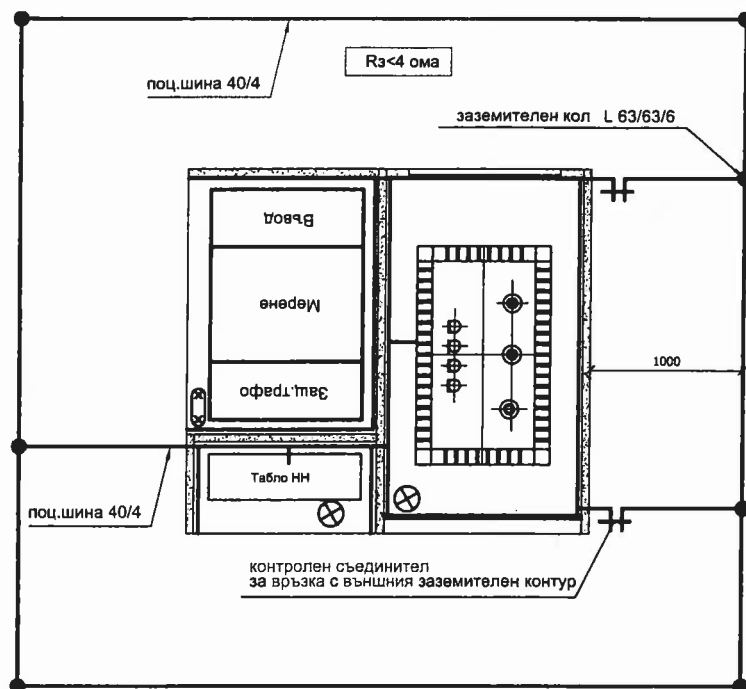 Rз<4 ома
поц.шина 40/4
заземителен кол L 63/63/6
Въвод
Мерене
Защ.трафо
1000
Табло НН
поц.шина 40/4
контролен съединител
за връзка с външния заземителен контур